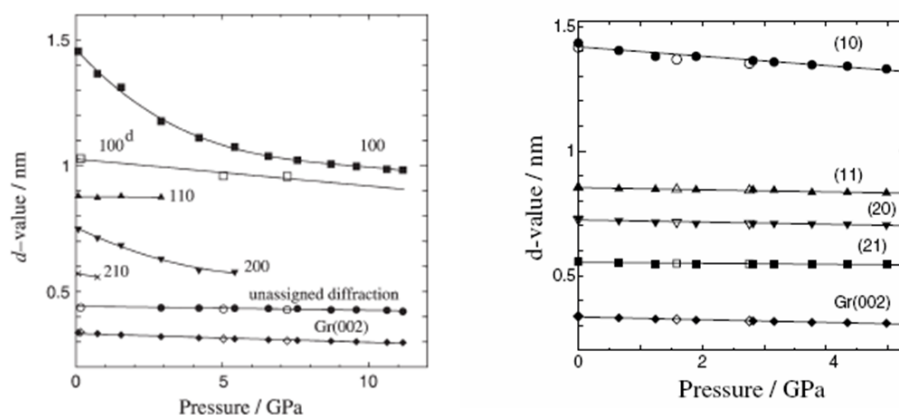 1.5
100
100d
1
110
200
210
0.5
unassigned diffraction
Gr(002)
0
5
10
d-value / nm
Pressure / GPa
1.5
(10)
1
(11)
(20)
(21)
0.5
Gr(002)
0
2
4
d-value / nm
Pressure / GPa